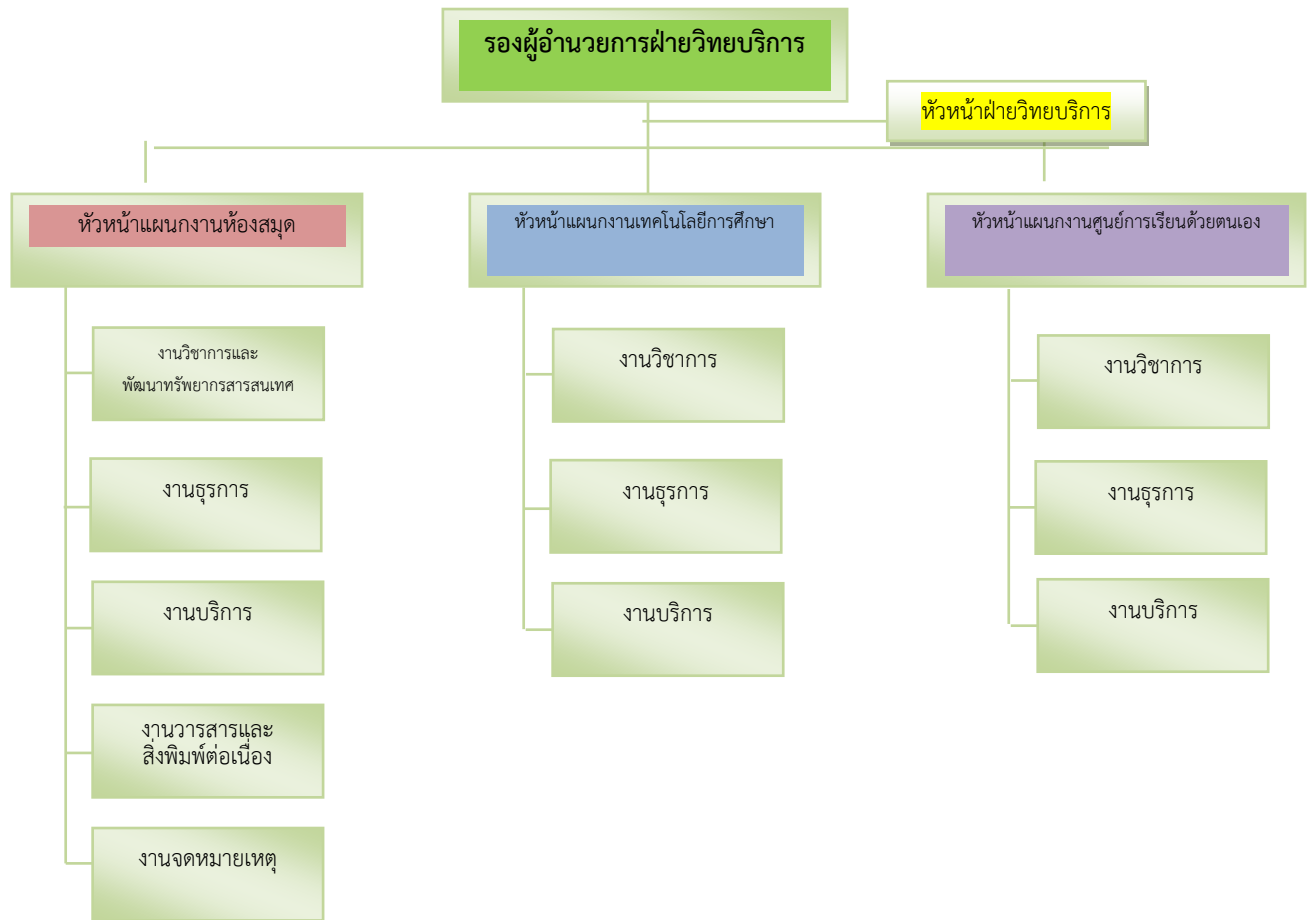 รองผู้อำนวยการฝ่ายวิทยบริการ
หัวหน้าฝ่ายวิทยบริการ
หัวหน้าแผนกงานห้องสมุด
หัวหน้าแผนกงานเทคโนโลยีการศึกษา
หัวหน้าแผนกงานศูนย์การเรียนด้วยตนเอง
งานวิชาการและ
พัฒนาทรัพยากรสารสนเทศ
งานธุรการ
งานบริการ
งานวารสารและ
สิ่งพิมพ์ต่อเนื่อง
งานจดหมายเหตุ
งานวิชาการ
งานธุรการ
งานบริการ
งานวิชาการ
งานธุรการ
งานบริการ